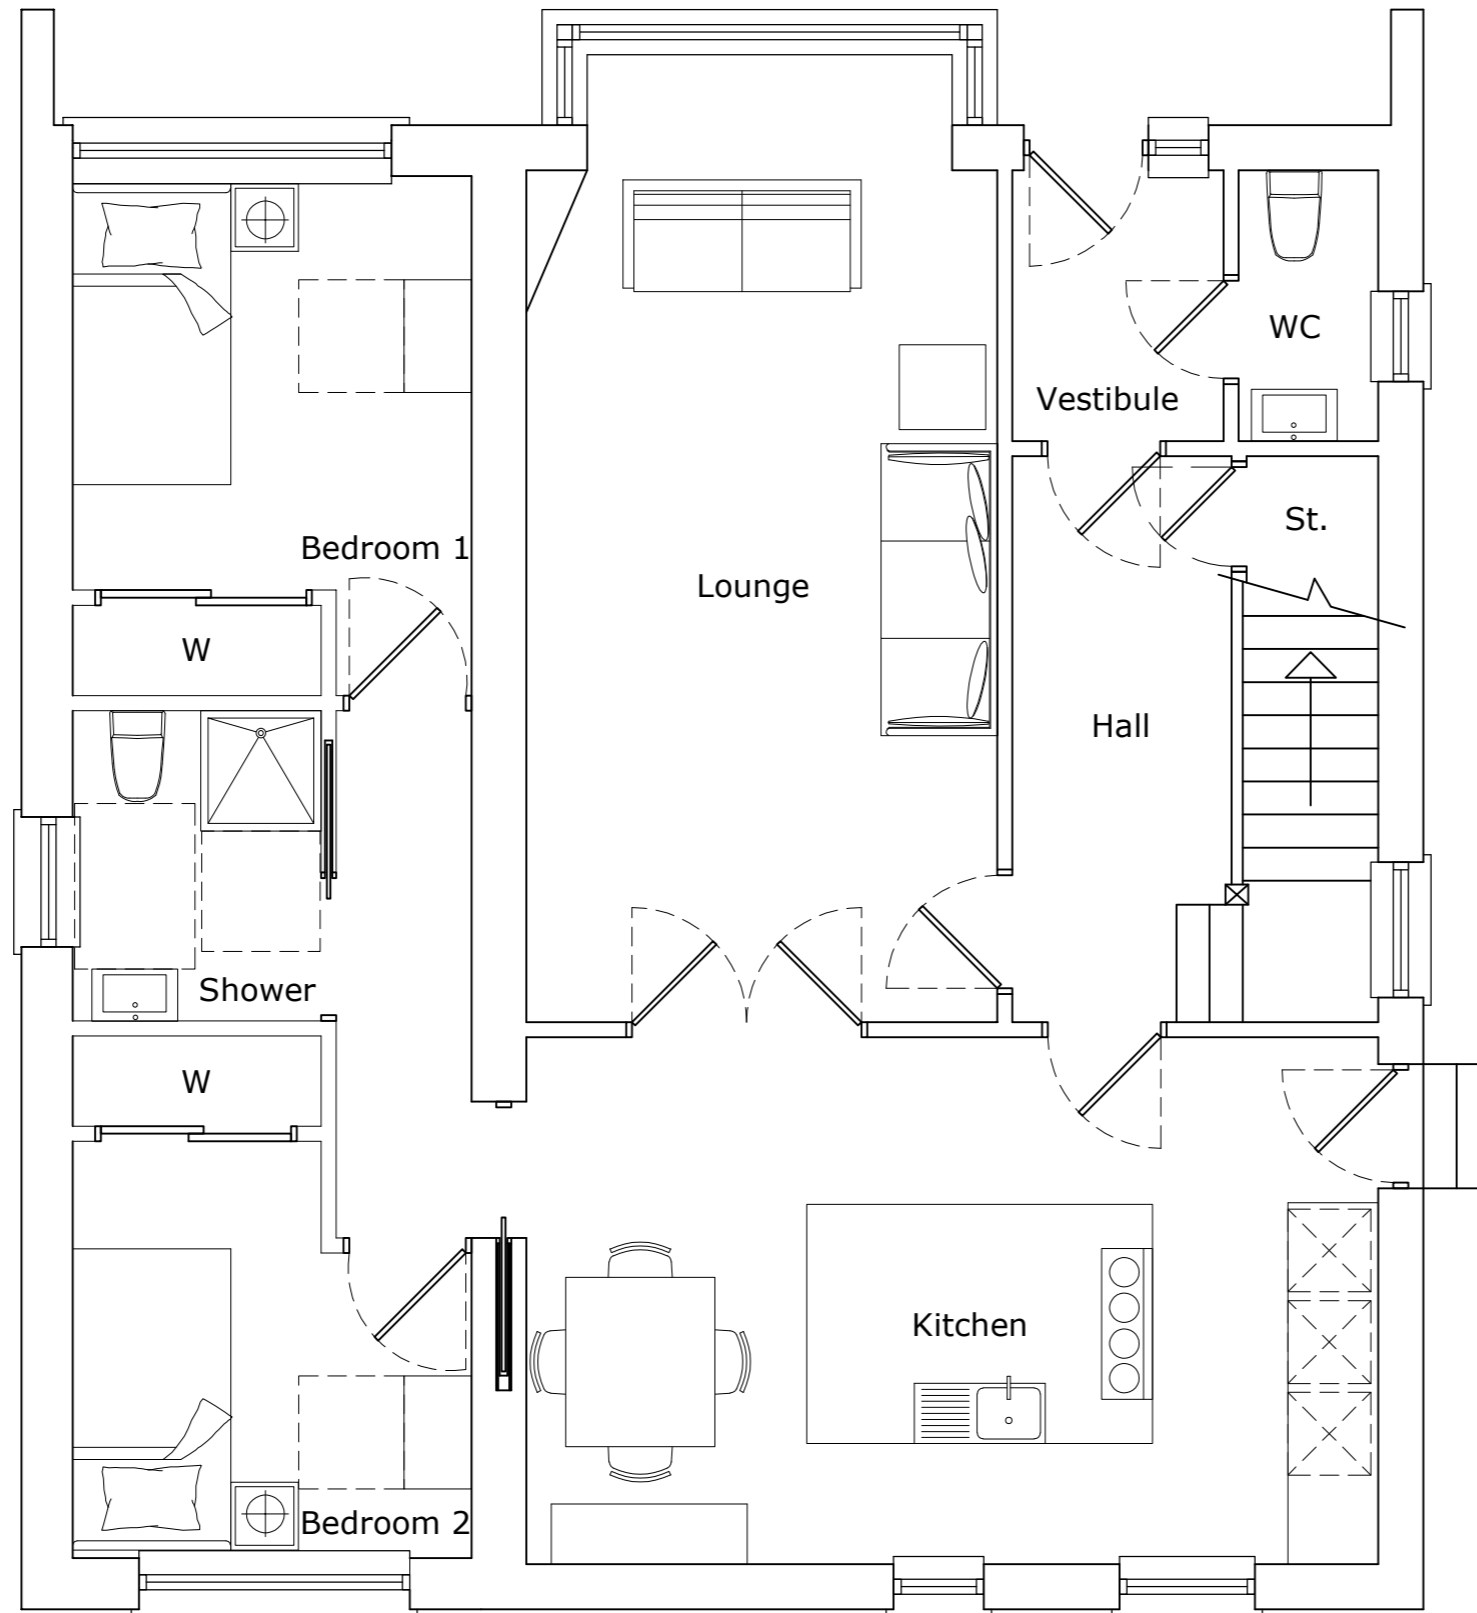 WC
Vestibule
St.
Bedroom 1
Lounge
W
Hall
Shower
W
Kitchen
Bedroom 2